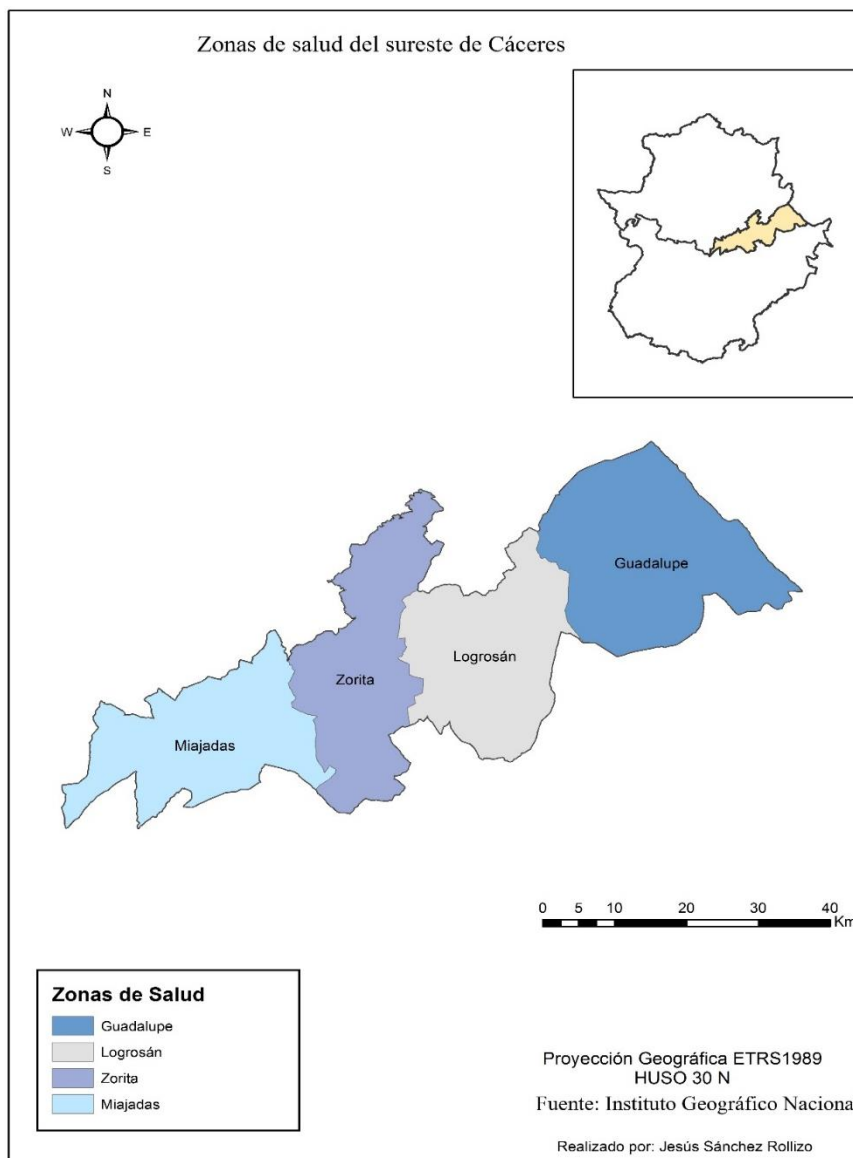 Zonas de salud del sureste de Cáceres
N
W E
S
Guadalupe
Logrosán
Zorita
Miajadas
0 5 10 20 30 40
Km
Zonas de Salud
Guadalupe
Logrosán
Zorita
Miajadas
Proyección Geográfica ETRS1989
HUSO 30 N
Fuente: Instituto Geográfico Naciona
Realizado por: Jesús Sánchez Rollizo